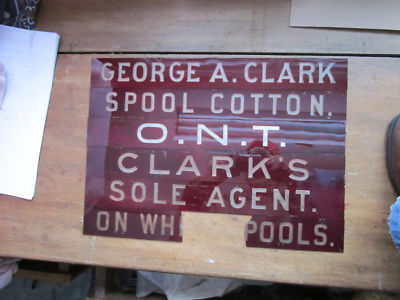 GEORGE A. CLARK
SPOOL COTTON.
O.N.T.
CLARK'S
SOLE AGENT.
ON WH POOLS.